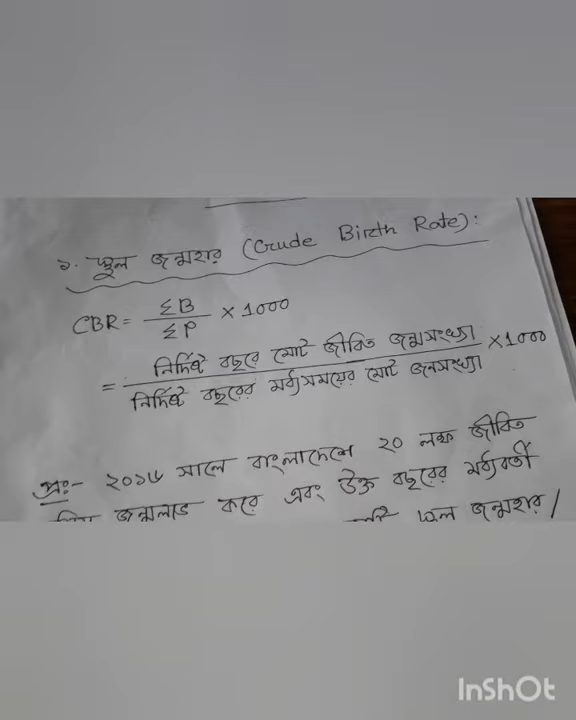 ১. স্থুল জন্মহার (Crude Birth Rate):
CBR = ΣB / ΣP × 1000
= নির্দিষ্ট বছরে মোট জীবিত জন্মসংখ্যা / নির্দিষ্ট বছরের মধ্যসময়ের মোট জনসংখ্যা × 1000
প্রঃ- ২০১৬ সালে বাংলাদেশে ২০ লক্ষ জীবিত
জন্মলাভ করে এবং উক্ত বছরের মধ্যবর্তী
জন্মহার /
InShOt